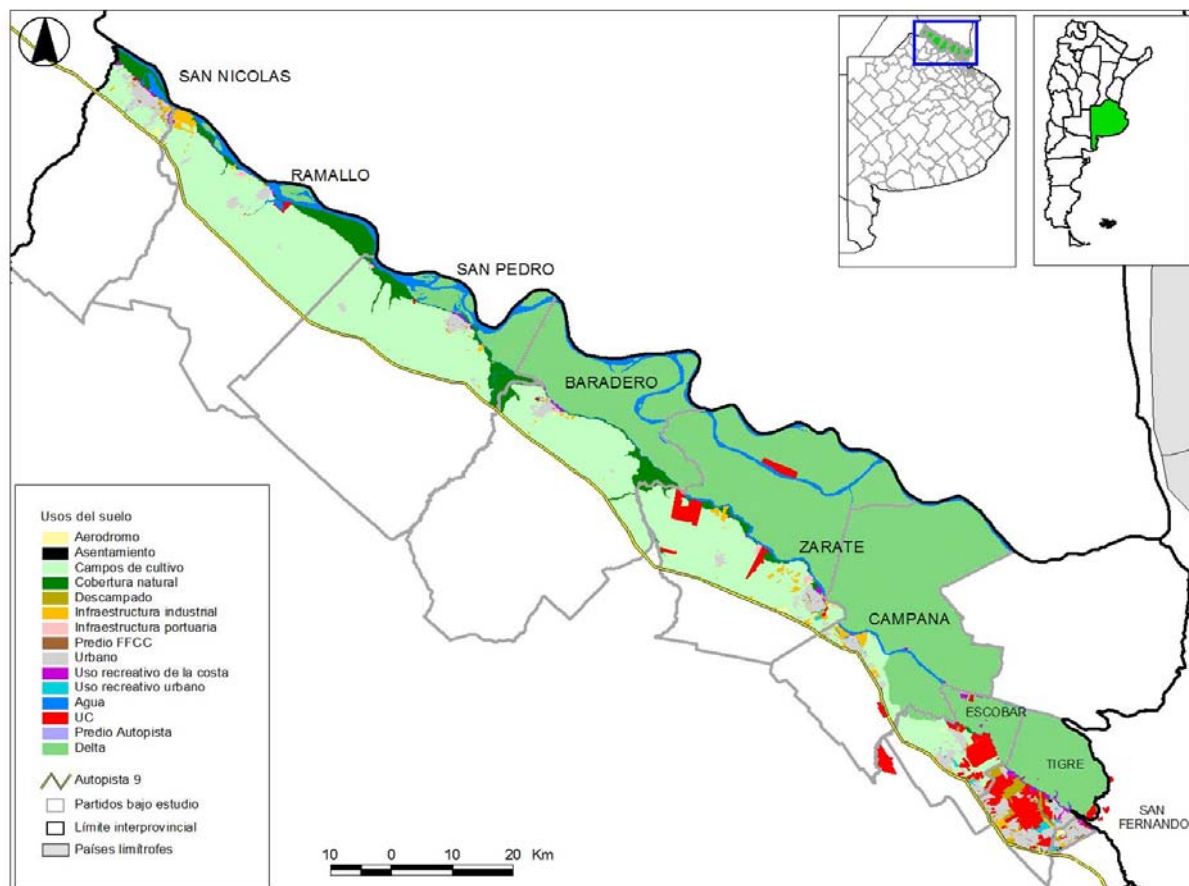 SAN NICOLAS
RAMALLO
SAN PEDRO
BARADERO
ZARATE
CAMPANA
ESCOBAR
TIGRE
SAN
FERNANDO
Usos del suelo
Aerodromo
Asentamiento
Campos de cultivo
Cobertura natural
Descampado
Infraestructura industrial
Infraestructura portuaria
Predio FFCC
Urbano
Uso recreativo de la costa
Uso recreativo urbano
Agua
UC
Predio Autopista
Delta
Autopista 9
Partidos bajo estudio
Límite interprovincial
Países limítrofes
10 0 10 20 Km